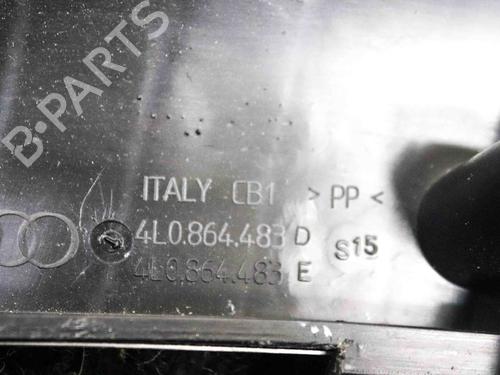 B-PARTS
ITALY CB1 >PP<
4L0.864.483 D
S15
4L0.864.483 E